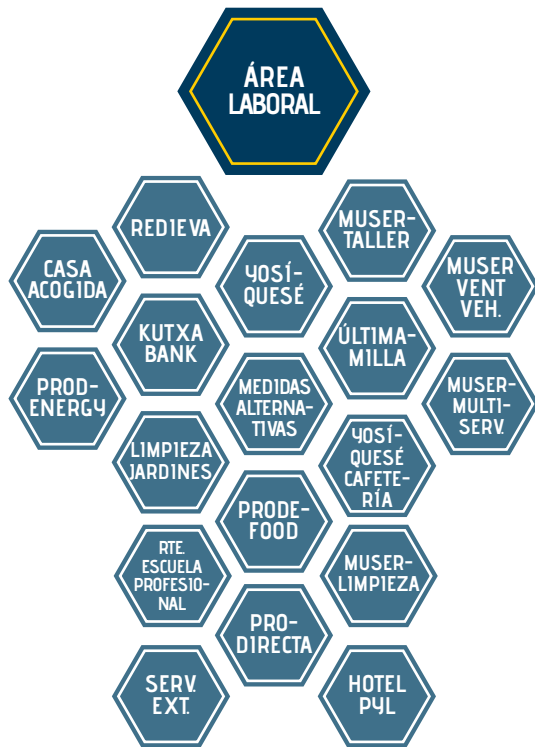 ÁREA
LABORAL
REDIEVA
MUSER-
TALLER
CASA
ACOGIDA
YOSÍ-
QUESÉ
MUSER
VENT
VEH.
KUTXA
BANK
ÚLTIMA-
MILLA
PROD-
ENERGY
MEDIDAS
ALTERNA-
TIVAS
MUSER-
MULTI-
SERV.
LIMPIEZA
JARDINES
YOSÍ-
QUESÉ
CAFETE-
RÍA
PRODE-
FOOD
RTE.
ESCUELA
PROFESIO-
NAL
MUSER-
LIMPIEZA
PRO-
DIRECTA
SERV.
EXT.
HOTEL
PYL